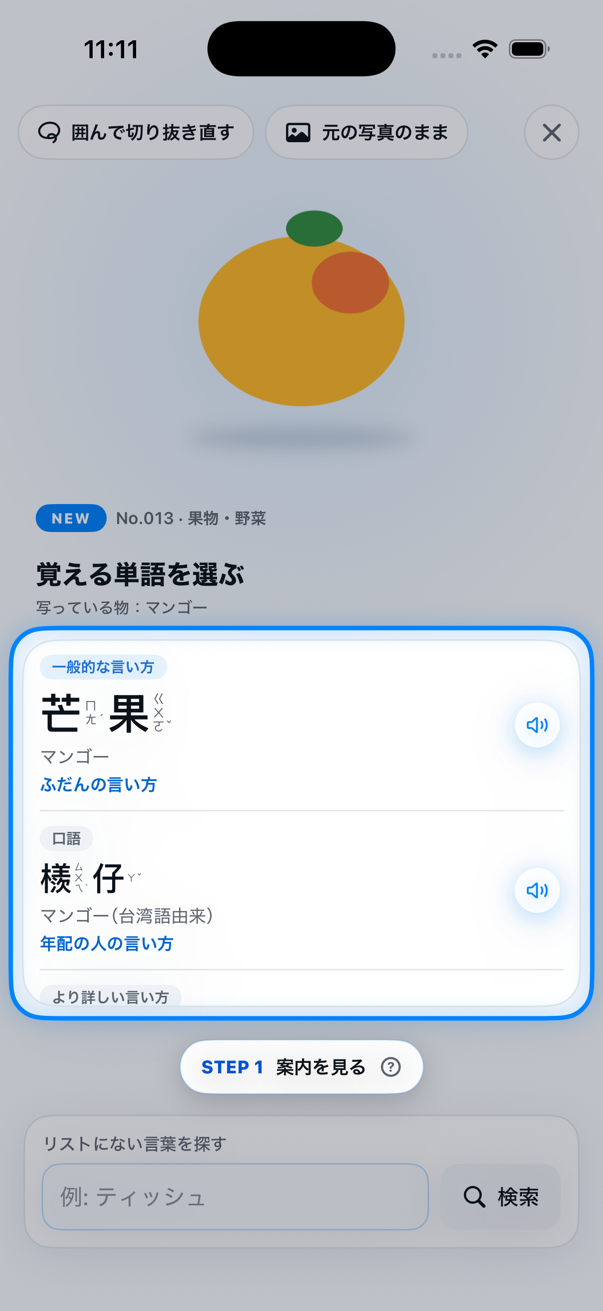 11:11
囲んで切り抜き直す
元の写真のまま
NEW No.013・果物・野菜
覚える単語を選ぶ
写っている物：マンゴー
一般的な言い方
芒ㄇㄤˊ果ㄍㄨㄛˇ
マンゴー
ふだんの言い方
口語
檨仔
マンゴー（台湾語由来）
年配の人の言い方
より詳しい言い方
STEP 1 案内を見る ?
リストにない言葉を探す
例: ティッシュ
検索